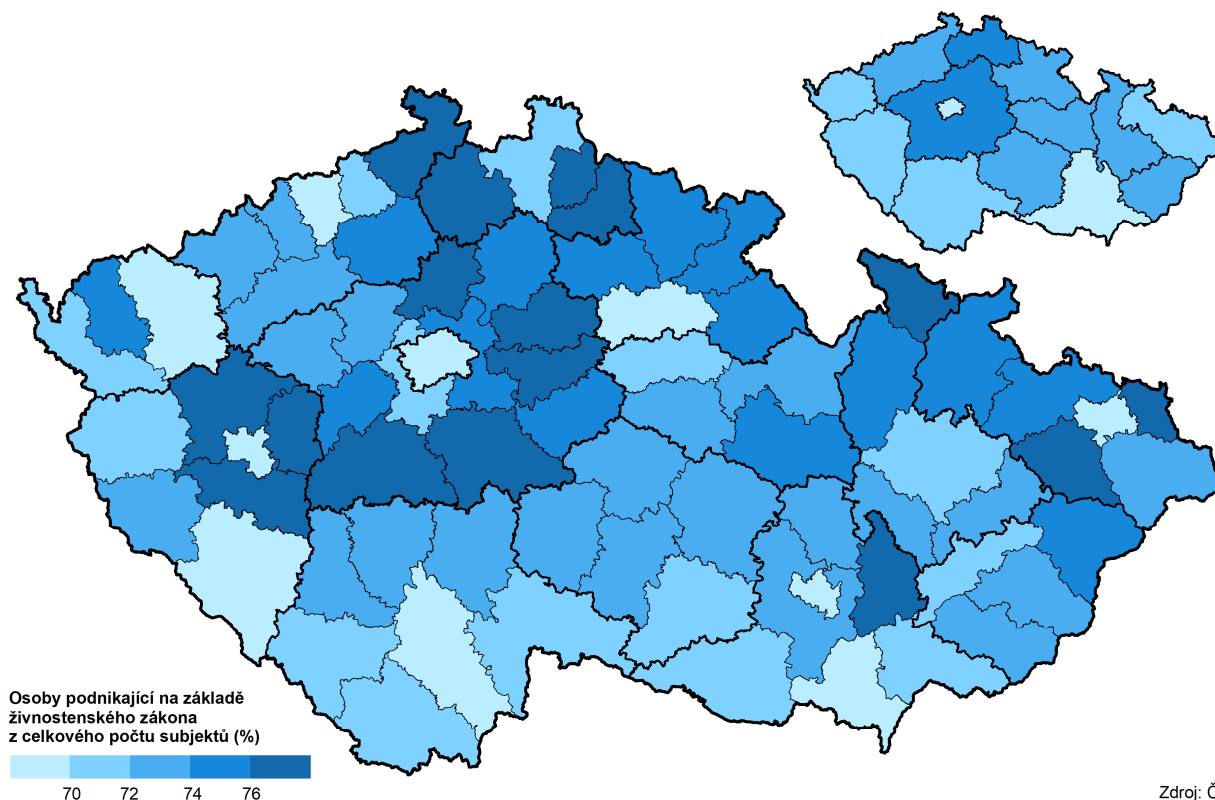 Osoby podnikající na základě
živnostenského zákona
z celkového počtu subjektů (%)
70 72 74 76
Zdroj: Č